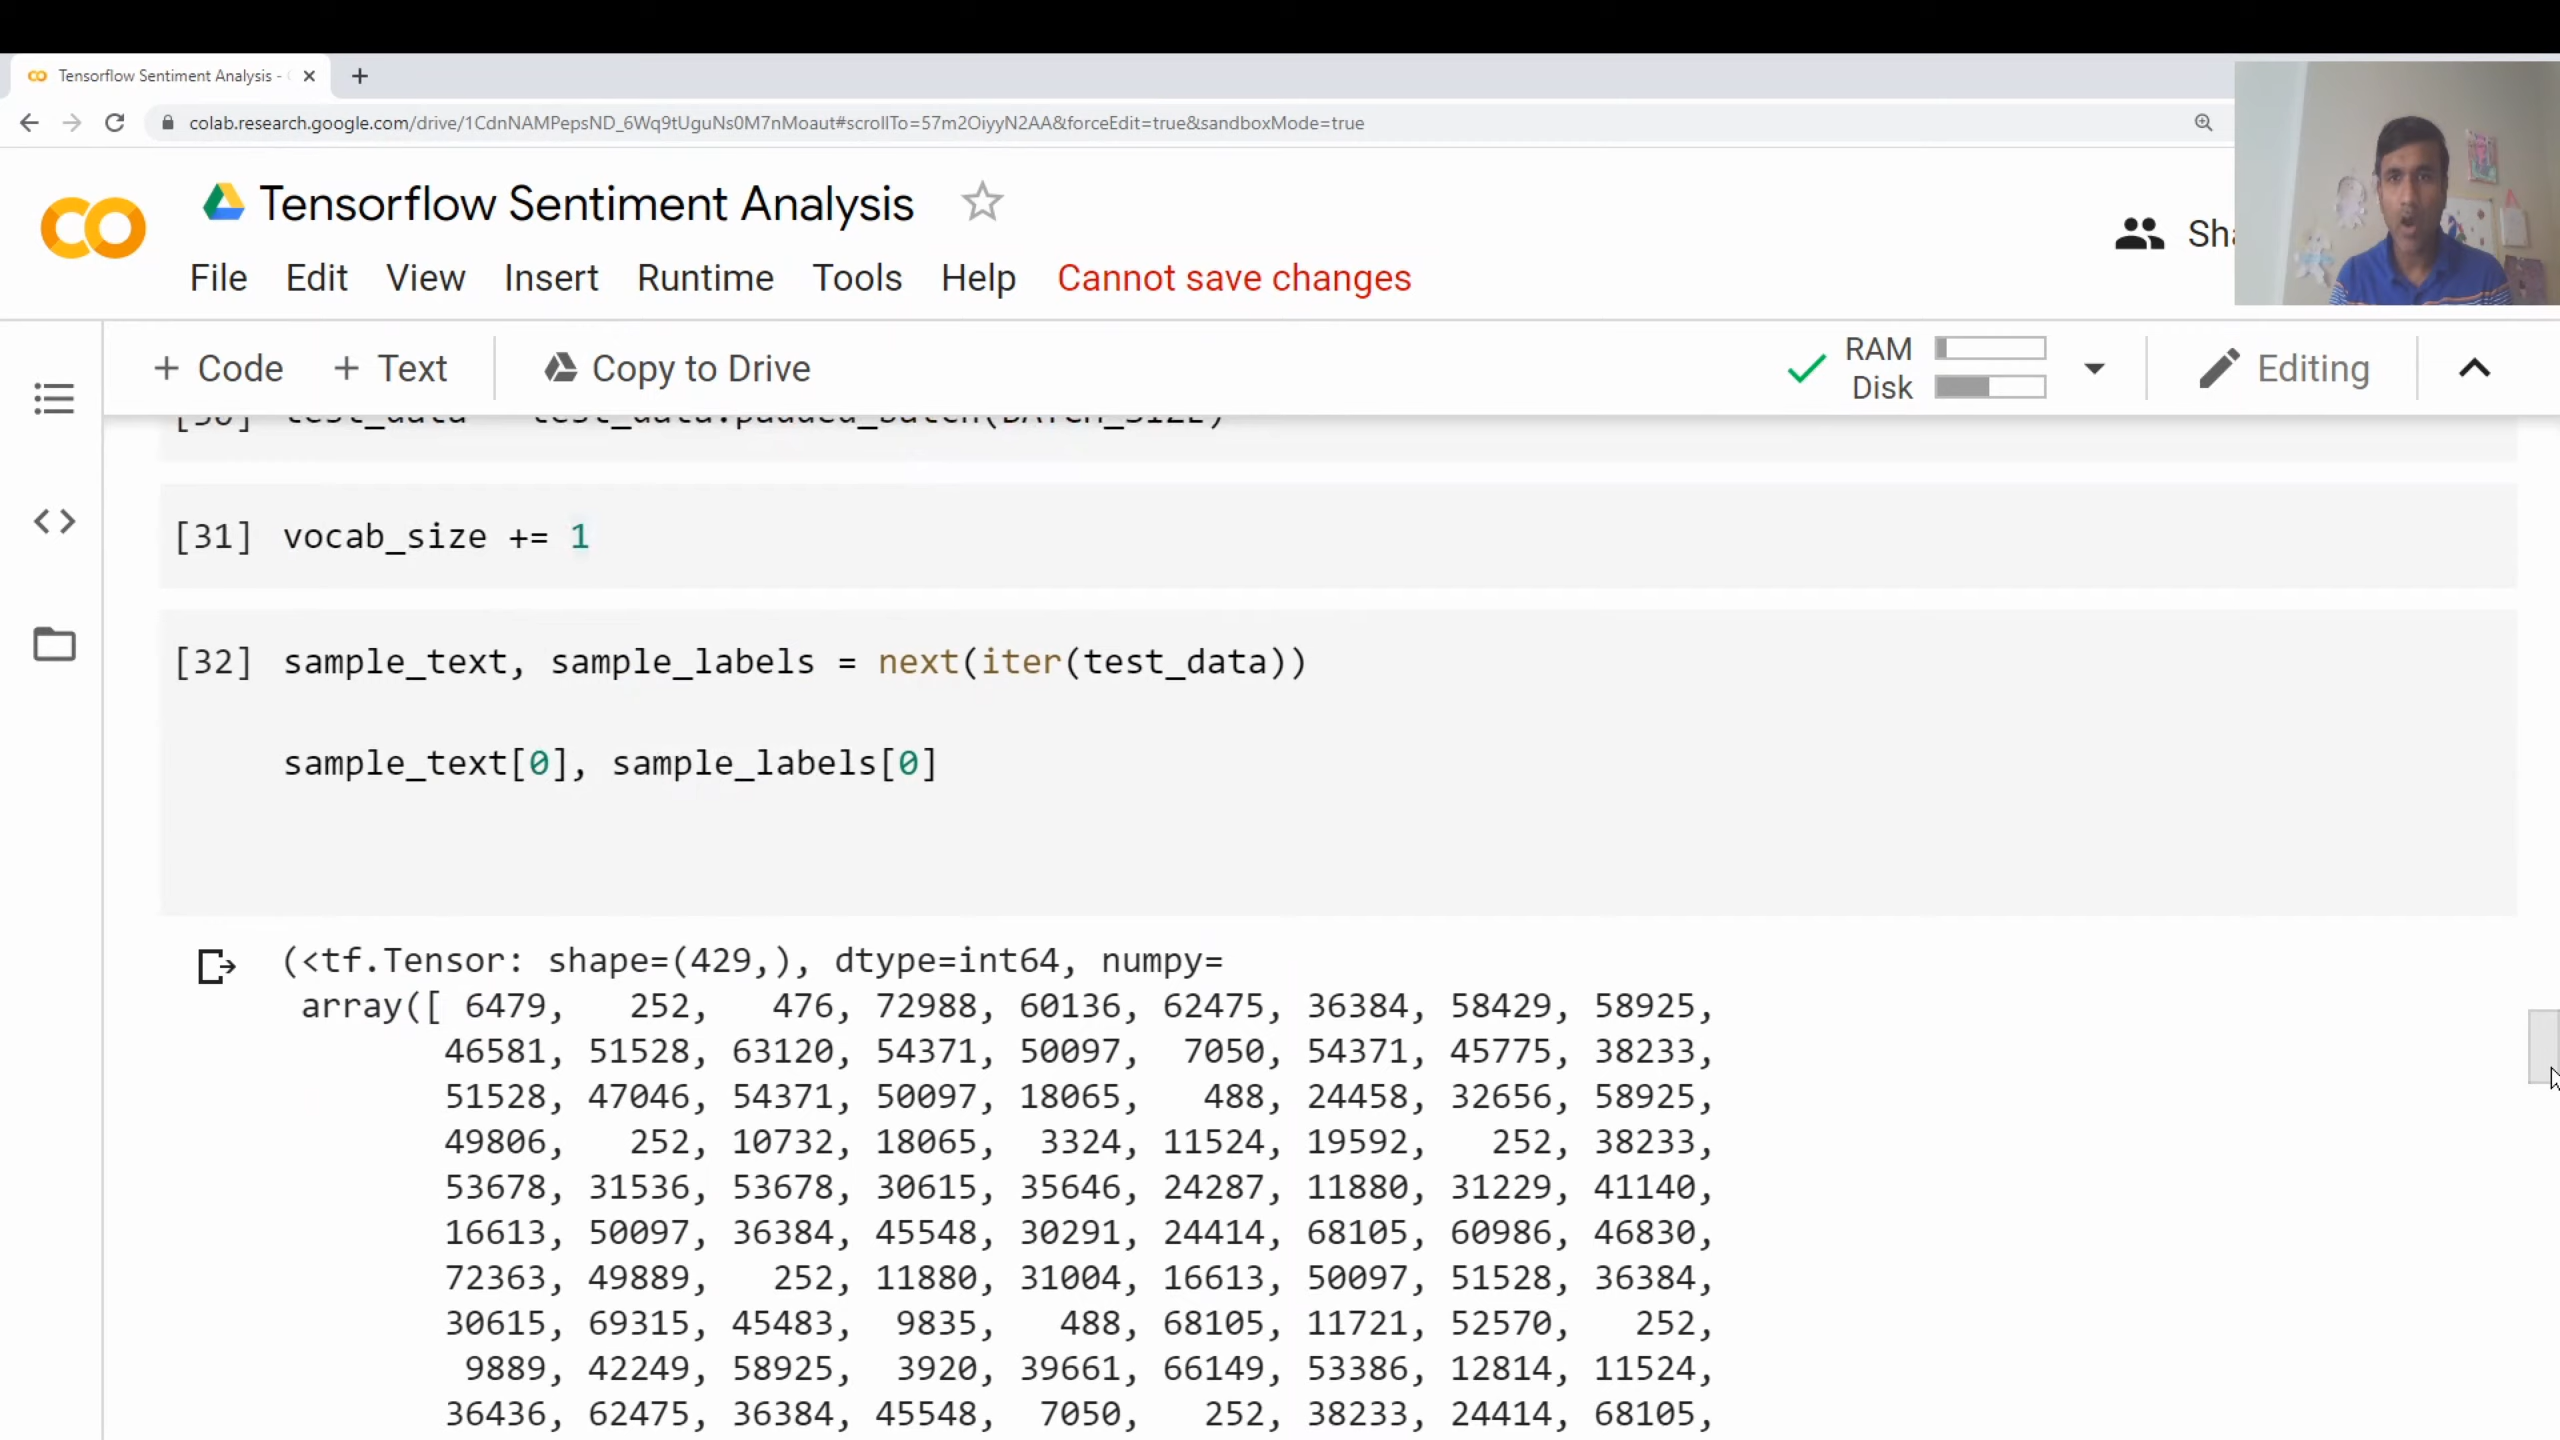 Tensorflow Sentiment Analysis -
colab.research.google.com/drive/1CdnNAMPepsND_6Wq9tUguNs0M7nMoaut#scrollTo=57m2OiyyN2AA&forceEdit=true&sandboxMode=true
Tensorflow Sentiment Analysis
File Edit View Insert Runtime Tools Help Cannot save changes
+ Code + Text Copy to Drive
RAM
Disk
Editing
[30] test_data = test_data.padded_batch(BATCH_SIZE)
[31] vocab_size += 1
[32] sample_text, sample_labels = next(iter(test_data))
sample_text[0], sample_labels[0]
(<tf.Tensor: shape=(429,), dtype=int64, numpy=
array([ 6479, 252, 476, 72988, 60136, 62475, 36384, 58429, 58925,
46581, 51528, 63120, 54371, 50097, 7050, 54371, 45775, 38233,
51528, 47046, 54371, 50097, 18065, 488, 24458, 32656, 58925,
49806, 252, 10732, 18065, 3324, 11524, 19592, 252, 38233,
53678, 31536, 53678, 30615, 35646, 24287, 11880, 31229, 41140,
16613, 50097, 36384, 45548, 30291, 24414, 68105, 60986, 46830,
72363, 49889, 252, 11880, 31004, 16613, 50097, 51528, 36384,
30615, 69315, 45483, 9835, 488, 68105, 11721, 52570, 252,
9889, 42249, 58925, 3920, 39661, 66149, 53386, 12814, 11524,
36436, 62475, 36384, 45548, 7050, 252, 38233, 24414, 68105,